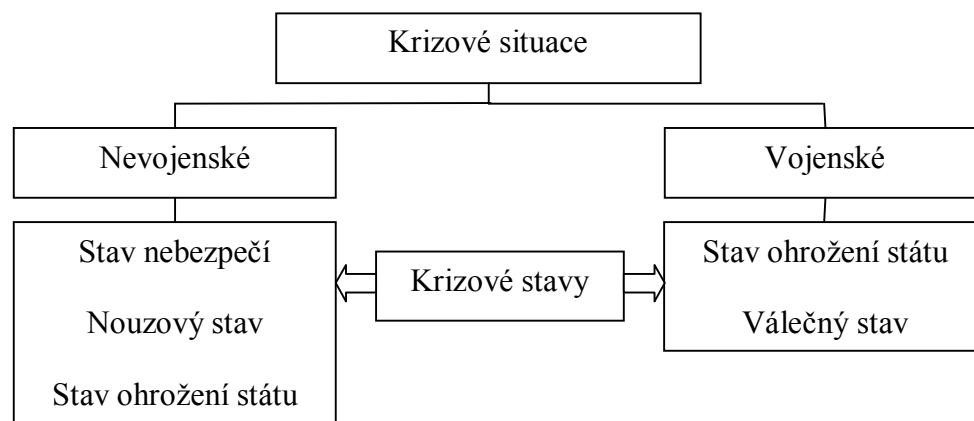 Krizové situace
Nevojenské
Vojenské
Stav nebezpečí
Nouzový stav
Stav ohrožení státu
Krizové stavy
Stav ohrožení státu
Válečný stav